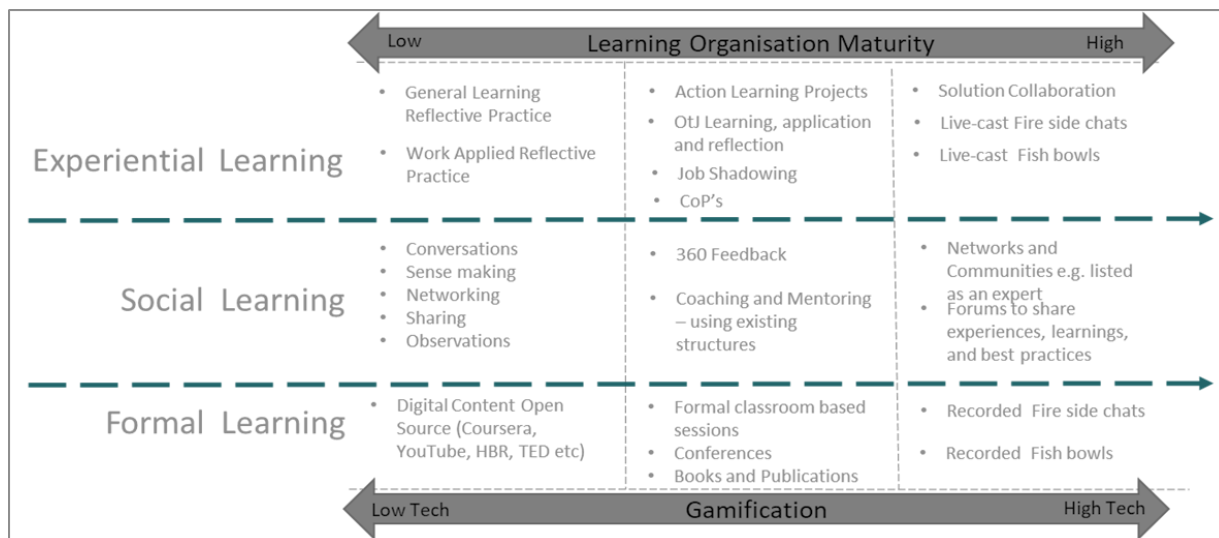 Low Learning Organisation Maturity High
Experiential Learning
• General Learning
Reflective Practice
• Work Applied Reflective
Practice
• Action Learning Projects
• OtJ Learning, application
and reflection
• Job Shadowing
• CoP's
• Solution Collaboration
• Live-cast Fire side chats
• Live-cast Fish bowls
Social Learning
• Conversations
• Sense making
• Networking
• Sharing
• Observations
• 360 Feedback
• Coaching and Mentoring
– using existing
structures
• Networks and
Communities e.g. listed
as an expert
• Forums to share
experiences, learnings,
and best practices
Formal Learning
• Digital Content Open
Source (Coursera,
YouTube, HBR, TED etc)
• Formal classroom based
sessions
• Conferences
• Books and Publications
• Recorded Fire side chats
• Recorded Fish bowls
Low Tech Gamification High Tech